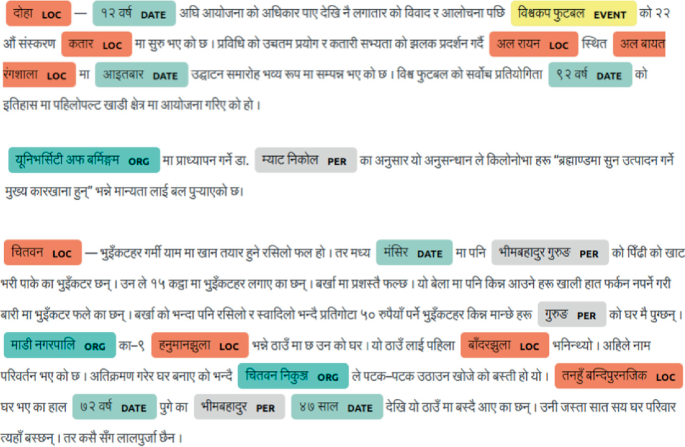 दोहा LOC — १२ वर्ष DATE अघि आयोजना को अधिकार पाए देखि नै लगातार को विवाद र आलोचना पछि विश्वकप फुटबल EVENT को २२
औं संस्करण कतार LOC मा सुरु भए को छ । प्रविधि को उच्चतम प्रयोग र कतारी सभ्यता को झलक प्रदर्शन गर्दै अल रायन LOC स्थित अल बायत
रंगशाला LOC मा आइतबार DATE उद्घाटन समारोह भव्य रूप मा सम्पन्न भए को छ । विश्व फुटबल को सर्वोच्च प्रतियोगिता ९२ वर्ष DATE को
इतिहास मा पहिलोपल्ट खाडी क्षेत्र मा आयोजना गरिए को हो ।
यूनिभर्सिटी अफ बर्मिङ्गम ORG मा प्राध्यापन गर्ने डा. म्याट निकोल PER का अनुसार यो अनुसन्धान ले किलोनोभा हरू “ब्रह्माण्डमा सुन उत्पादन गर्ने
मुख्य कारखाना हुन्” भन्ने मान्यता लाई बल पुर्‍याएको छ।
चितवन LOC — भुइँकटहर गर्मी याम मा खान तयार हुने रसिलो फल हो । तर मध्य मंसिर DATE मा पनि भीमबहादुर गुरुङ PER को पिँढी को खाट
भरी पाके का भुइँकटर छन् । उन ले १५ कट्ठा मा भुइँकटहर लगाए का छन् । बर्खा मा प्रशस्तै फल्छ । यो बेला मा पनि किन्न आउने हरू खाली हात फर्कन नपर्ने गरी
बारी मा भुइँकटर फले का छन् । बर्खा को भन्दा पनि रसिलो र स्वादिलो भन्दै प्रतिगोटा ५० रुपैयाँ पर्ने भुइँकटहर किन्न मान्छे हरू गुरुङ PER को घर मै पुग्छन् ।
माडी नगरपालि ORG का–९ हनुमानझुला LOC भन्ने ठाउँ मा छ उन को घर । यो ठाउँ लाई पहिला बाँदरझुला LOC भनिन्थ्यो । अहिले नाम
परिवर्तन भए को छ । अतिक्रमण गरेर घर बनाए को भन्दै चितवन निकुञ्ज ORG ले पटक–पटक उठाउन खोजे को बस्ती हो यो । तनहुँ बन्दिपुरनजिक LOC
घर भए का हाल ७२ वर्ष DATE पुगे का भीमबहादुर PER ४७ साल DATE देखि यो ठाउँ मा बस्दै आए का छन् । उनी जस्ता सात सय घर परिवार
त्यहाँ बस्छन् । तर कसै सँग लालपुर्जा छैन ।